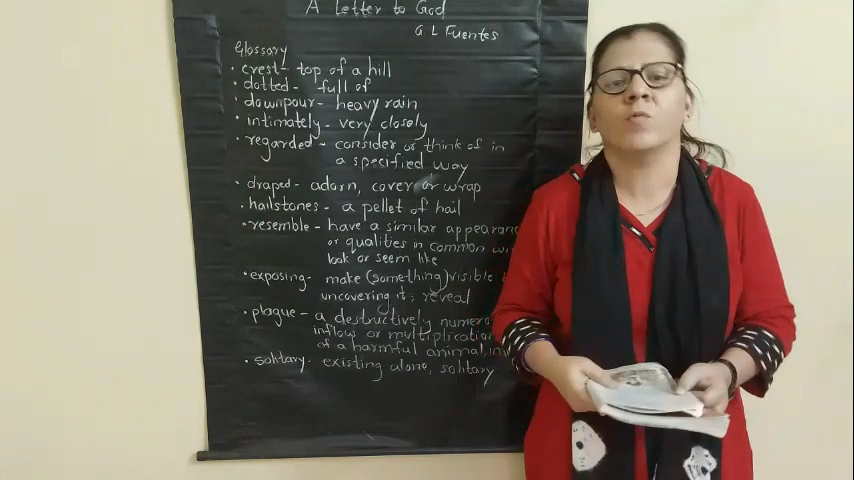 A Letter to God
G L Fuentes
Glossary
• crest- top of a hill
• dotted - full of
• downpour - heavy rain
• intimately - very closely
• regarded - consider or think of in
a specified way
• draped - adorn, cover or wrap
• hailstones - a pellet of hail
• resemble - have a similar
or qualities in common
look or seem like
• exposing - make (something) visible
uncovering it; reveal
• plague - a destructively
inflow or
of a harmful animal,
• solitary - existing alone, solitary